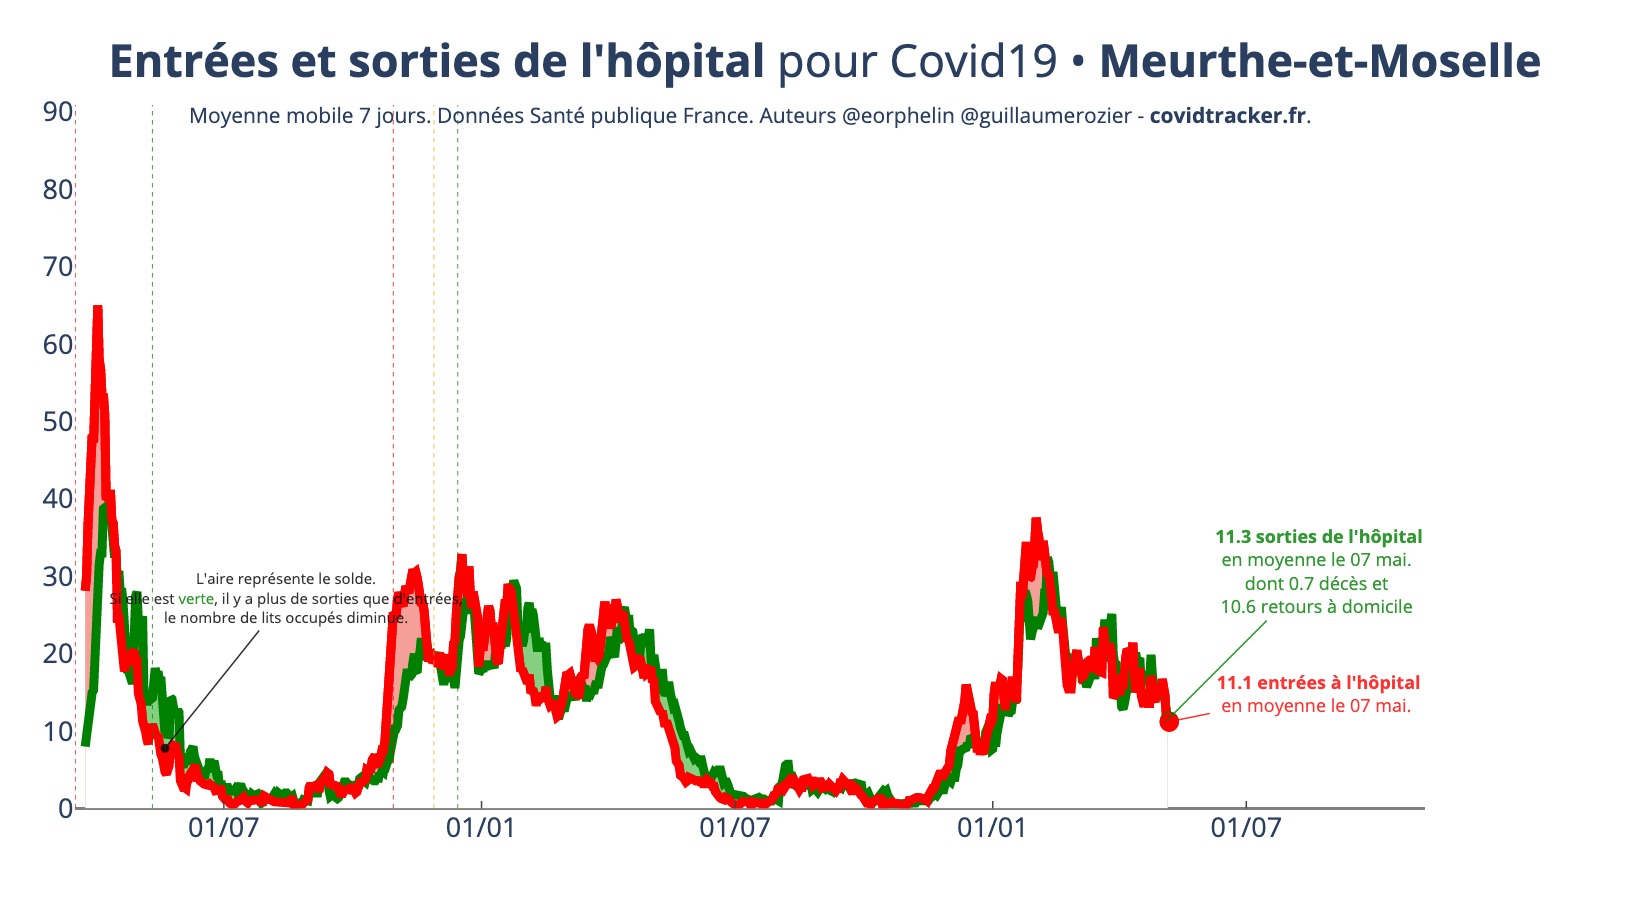 Entrées et sorties de l'hôpital pour Covid19 • Meurthe-et-Moselle
Moyenne mobile 7 jours. Données Santé publique France. Auteurs @eorphelin @guillaumerozier - covidtracker.fr.
90
80
70
60
50
40
30
20
10
0
L'aire représente le solde.
Si elle est verte, il y a plus de sorties que d'entrées,
le nombre de lits occupés diminue.
11.3 sorties de l'hôpital
en moyenne le 07 mai.
dont 0.7 décès et
10.6 retours à domicile
11.1 entrées à l'hôpital
en moyenne le 07 mai.
01/07
01/01
01/07
01/01
01/07